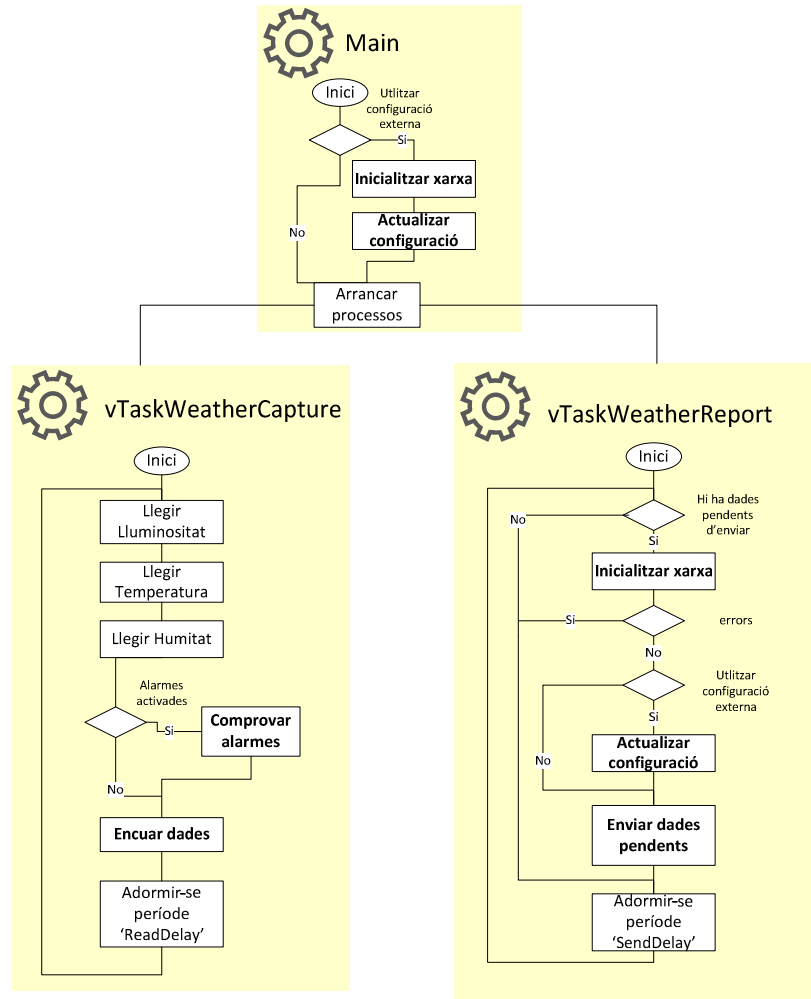 Main
Inici
Utlitzar
configuració
externa
Si
Inicialitzar xarxa
Actualizar
configuració
No
Arrancar
processos
vTaskWeatherCapture
Inici
Llegir
Lluminositat
Llegir
Temperatura
Llegir Humitat
Alarmes
activades
Si
Comprovar
alarmes
No
Encuar dades
Adormir-se
període
‘ReadDelay’
vTaskWeatherReport
Inici
Hi ha dades
pendents
d’enviar
No
Si
Inicialitzar xarxa
Si
errors
No
Utlitzar
configuració
externa
Si
Actualizar
configuració
No
Enviar dades
pendents
Adormir-se
període
‘SendDelay’